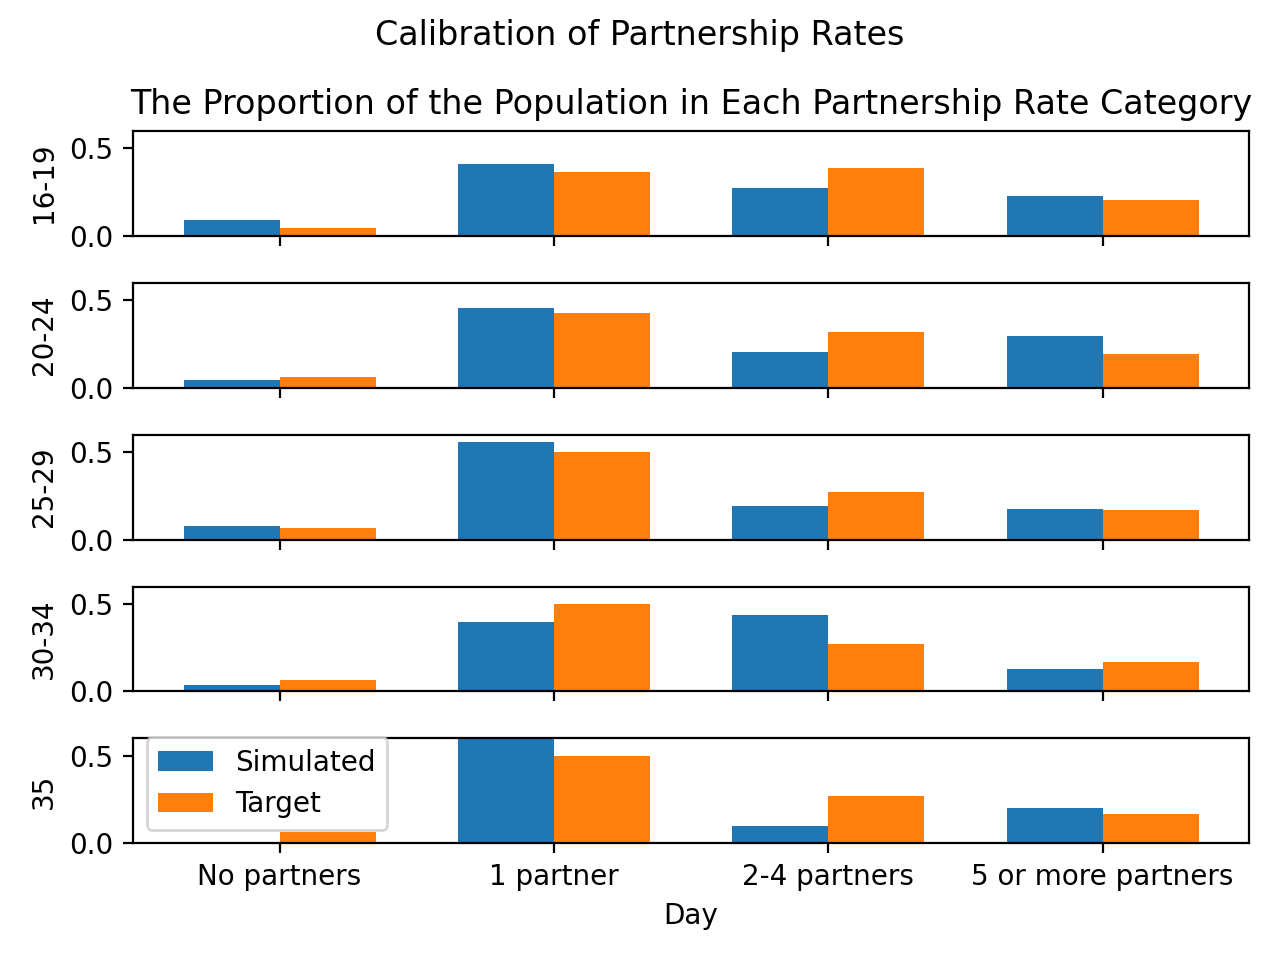 Calibration of Partnership Rates
The Proportion of the Population in Each Partnership Rate Category
0.5
16-19
0.0
0.5
20-24
0.0
0.5
25-29
0.0
0.5
30-34
0.0
0.5
35
0.0
Simulated
Target
No partners 1 partner 2-4 partners 5 or more partners
Day